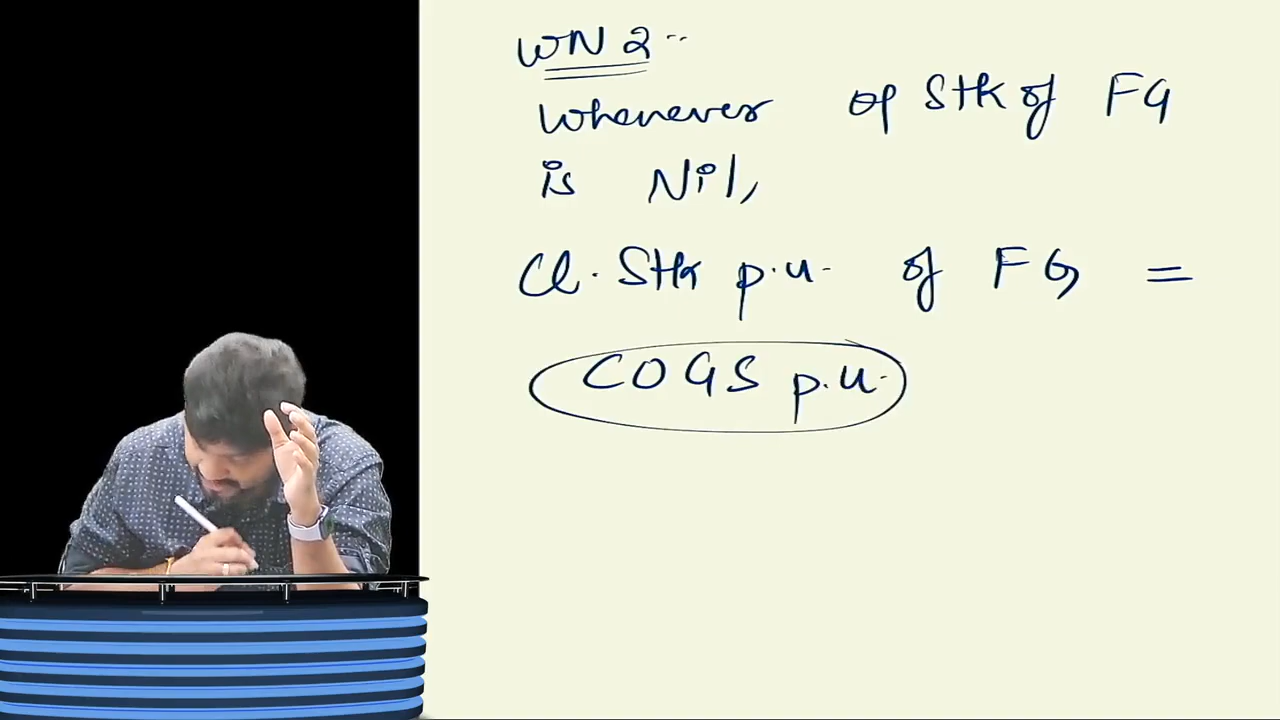 WN 2
Whenever Op Stk of FG
is Nil,
Cl. Stk p.u. of FG =
COGS p.u.